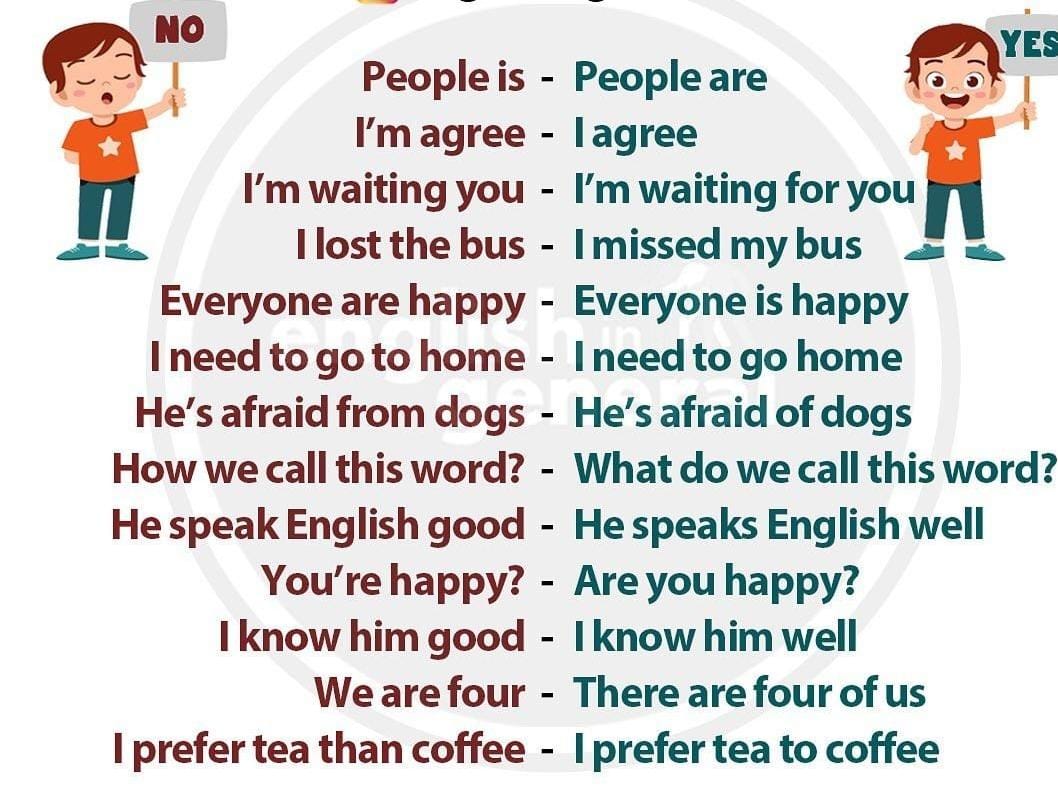 NO
YES
People is - People are
I'm agree - I agree
I'm waiting you - I'm waiting for you
I lost the bus - I missed my bus
Everyone are happy - Everyone is happy
I need to go to home - I need to go home
He's afraid from dogs - He's afraid of dogs
How we call this word? - What do we call this word?
He speak English good - He speaks English well
You're happy? - Are you happy?
I know him good - I know him well
We are four - There are four of us
I prefer tea than coffee - I prefer tea to coffee
english in
general